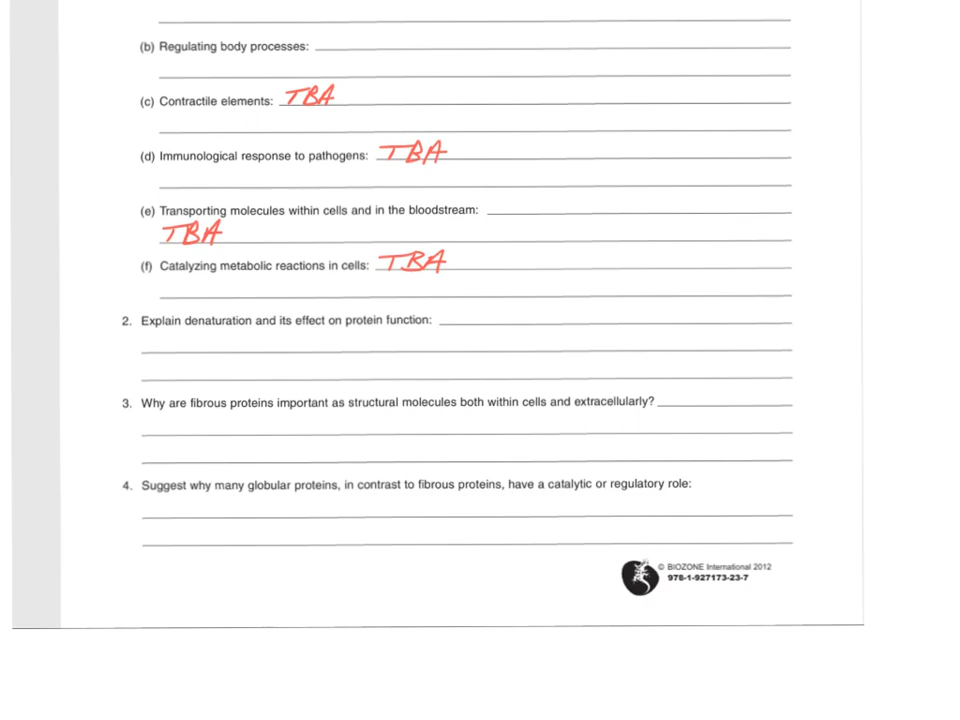 (b) Regulating body processes:
(c) Contractile elements: TBA
(d) Immunological response to pathogens: TBA
(e) Transporting molecules within cells and in the bloodstream:
TBA
(f) Catalyzing metabolic reactions in cells: TBA
2. Explain denaturation and its effect on protein function:
3. Why are fibrous proteins important as structural molecules both within cells and extracellularly?
4. Suggest why many globular proteins, in contrast to fibrous proteins, have a catalytic or regulatory role:
© BIOZONE International 2012
978-1-927173-23-7